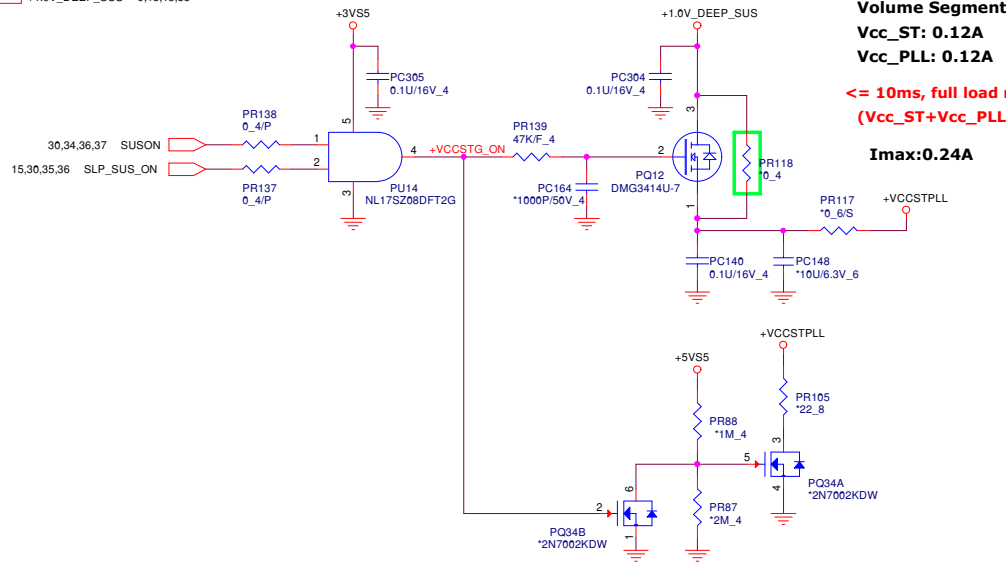 +3VS5
+1.0V_DEEP_SUS
Volume Segment
Vcc_ST: 0.12A
Vcc_PLL: 0.12A
PC305
0.1U/16V_4
PC304
0.1U/16V_4
<= 10ms, full load
(Vcc_ST+Vcc_PLL
Imax:0.24A
PR138
0_4/P
5
30,34,36,37 SUSON
1
15,30,35,36 SLP_SUS_ON
2
PR137
0_4/P
3
4
+VCCSTG_ON
PU14
NL17SZ08DFT2G
PR139
47K/F_4
PC164
*1000P/50V_4
3
2
1
PQ12
DMG3414U-7
PR118
*0_4
PR117
*0_6/S
+VCCSTPLL
PC140
0.1U/16V_4
PC148
*10U/6.3V_6
+VCCSTPLL
+5VS5
PR105
*22_8
PR88
*1M_4
3
5
4
PQ34A
*2N7002KDW
6
2
1
PQ34B
*2N7002KDW
PR87
*2M_4